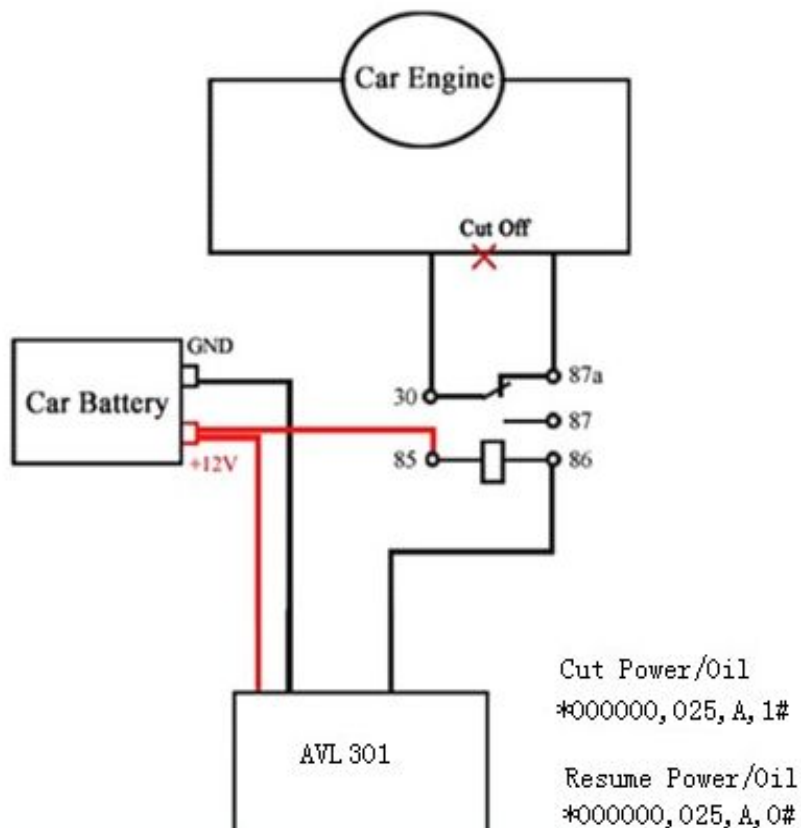 Car Engine
Cut Off
GND
Car Battery
+12V
30
87a
87
85
86
AVL 301
Cut Power/Oil
*000000,025,A,1#
Resume Power/Oil
*000000,025,A,0#